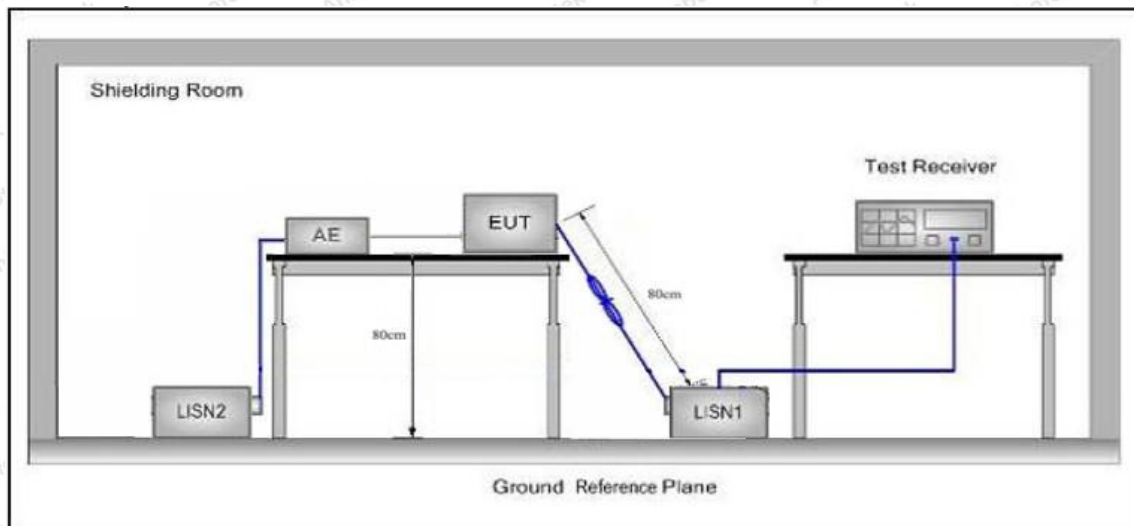 Shielding Room
Test Receiver
AE
EUT
80cm
80cm
LISN2
LISN1
Ground Reference Plane